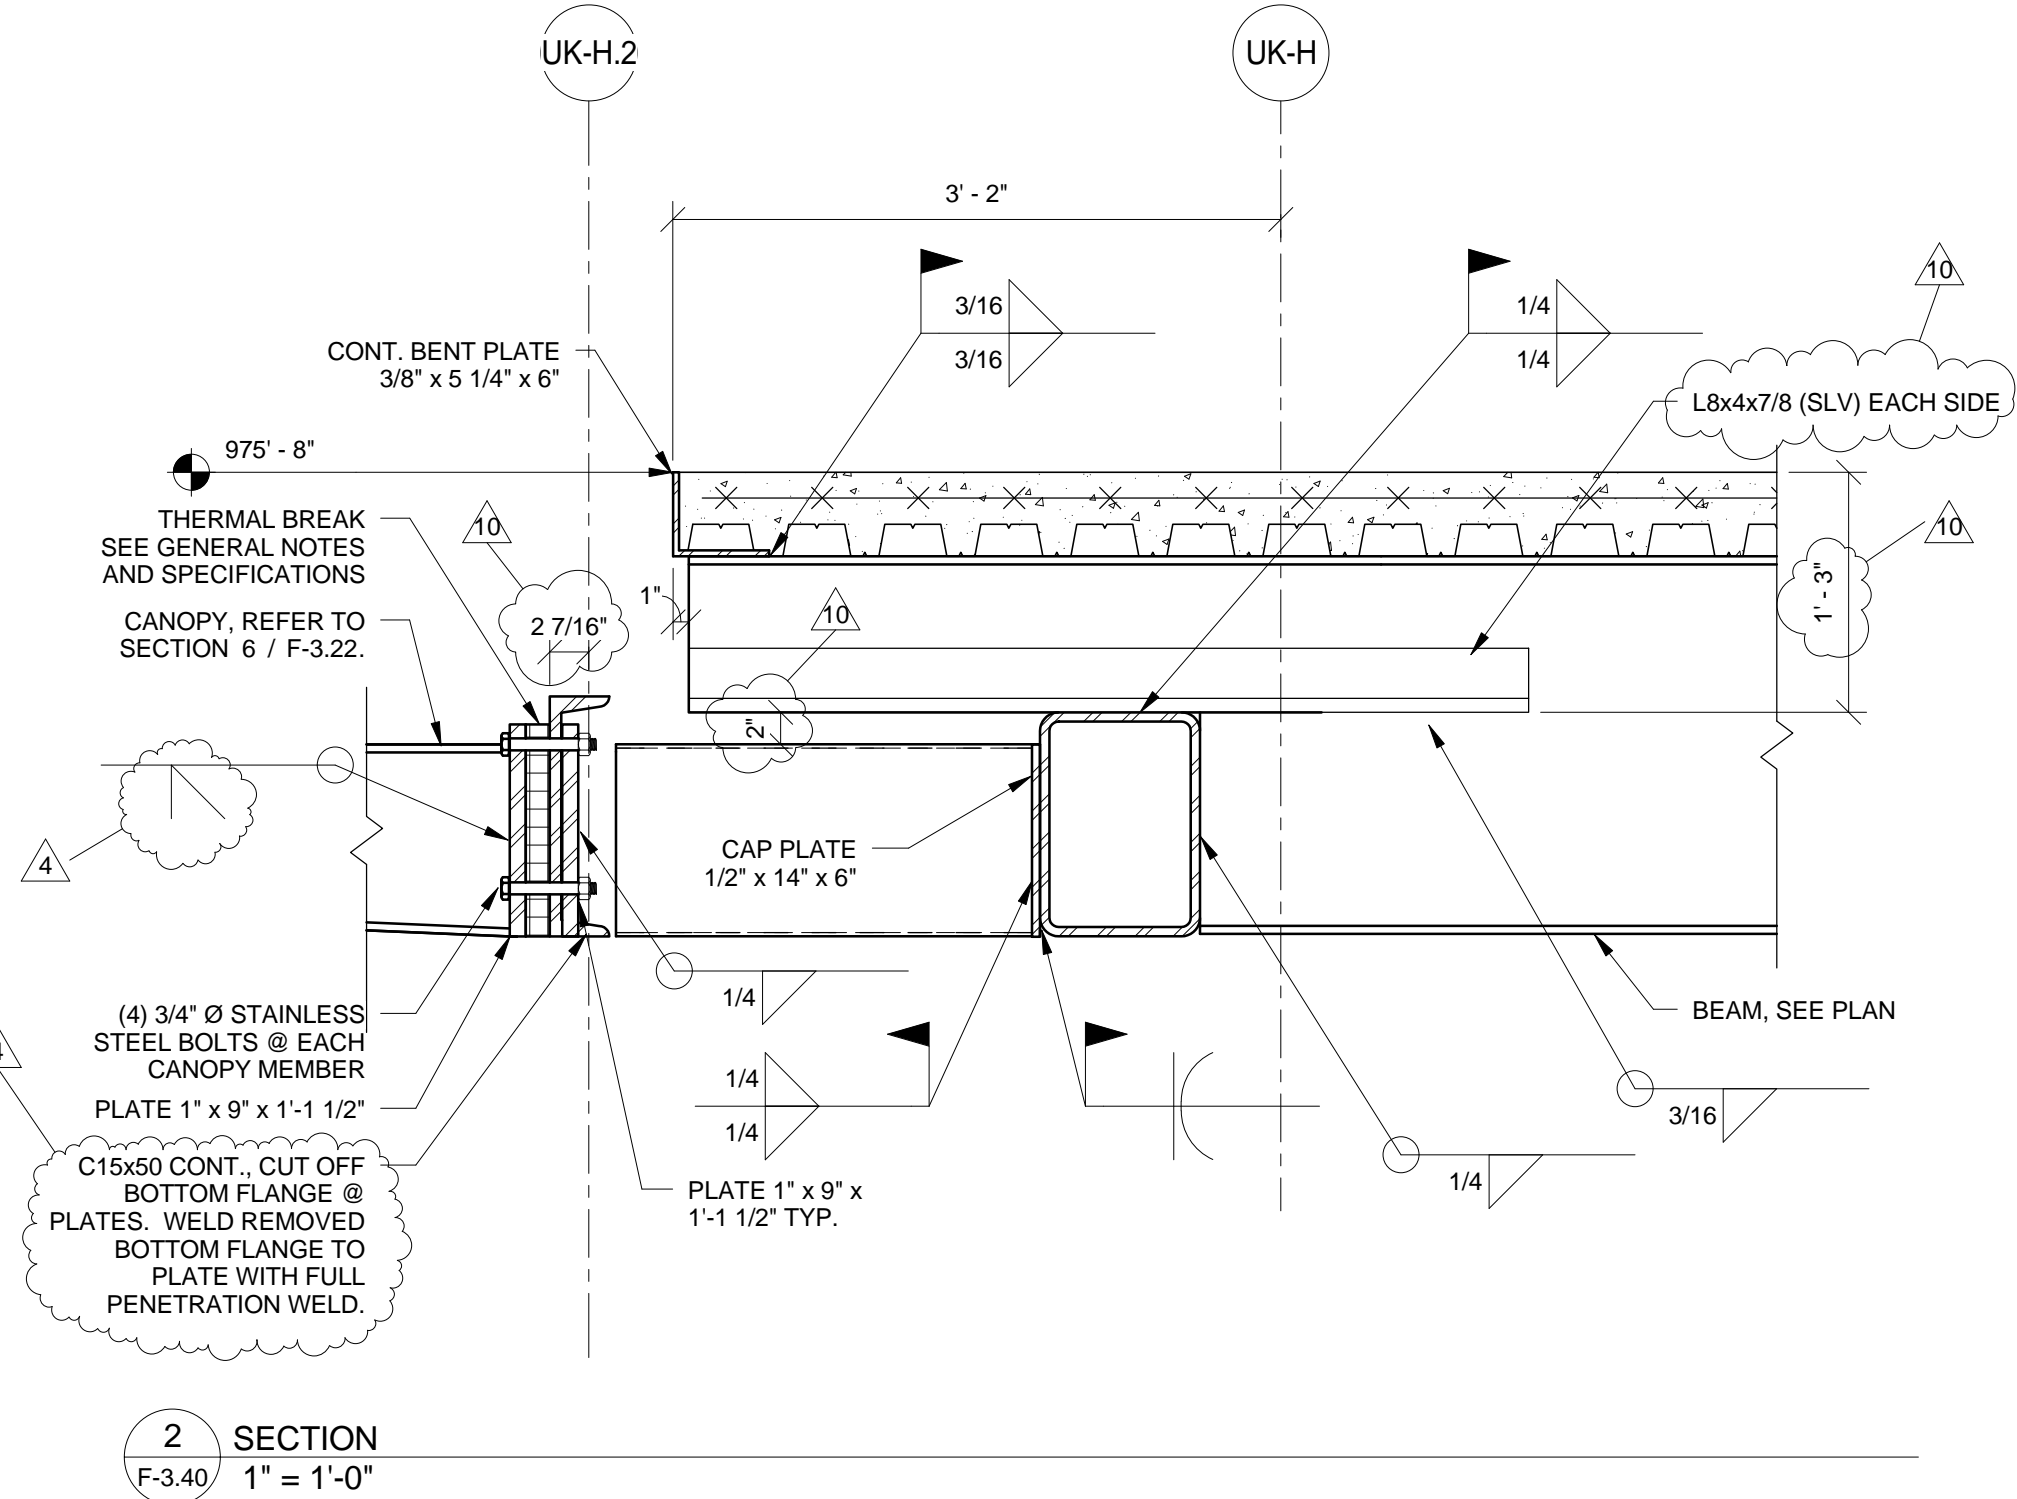 UK-H.2
UK-H
3' - 2"
10
3/16
3/16
1/4
1/4
CONT. BENT PLATE
3/8" x 5 1/4" x 6"
L8x4x7/8 (SLV) EACH SIDE
975' - 8"
THERMAL BREAK
SEE GENERAL NOTES
AND SPECIFICATIONS
10
10
1' - 3"
CANOPY, REFER TO
SECTION 6 / F-3.22.
2 7/16"
1"
10
2"
4
CAP PLATE
1/2" x 14" x 6"
(4) 3/4" Ø STAINLESS
STEEL BOLTS @ EACH
CANOPY MEMBER
1/4
BEAM, SEE PLAN
PLATE 1" x 9" x 1'-1 1/2"
1/4
1/4
3/16
C15x50 CONT., CUT OFF
BOTTOM FLANGE @
PLATES. WELD REMOVED
BOTTOM FLANGE TO
PLATE WITH FULL
PENETRATION WELD.
PLATE 1" x 9" x
1'-1 1/2" TYP.
1/4
2
SECTION
F-3.40
1" = 1'-0"